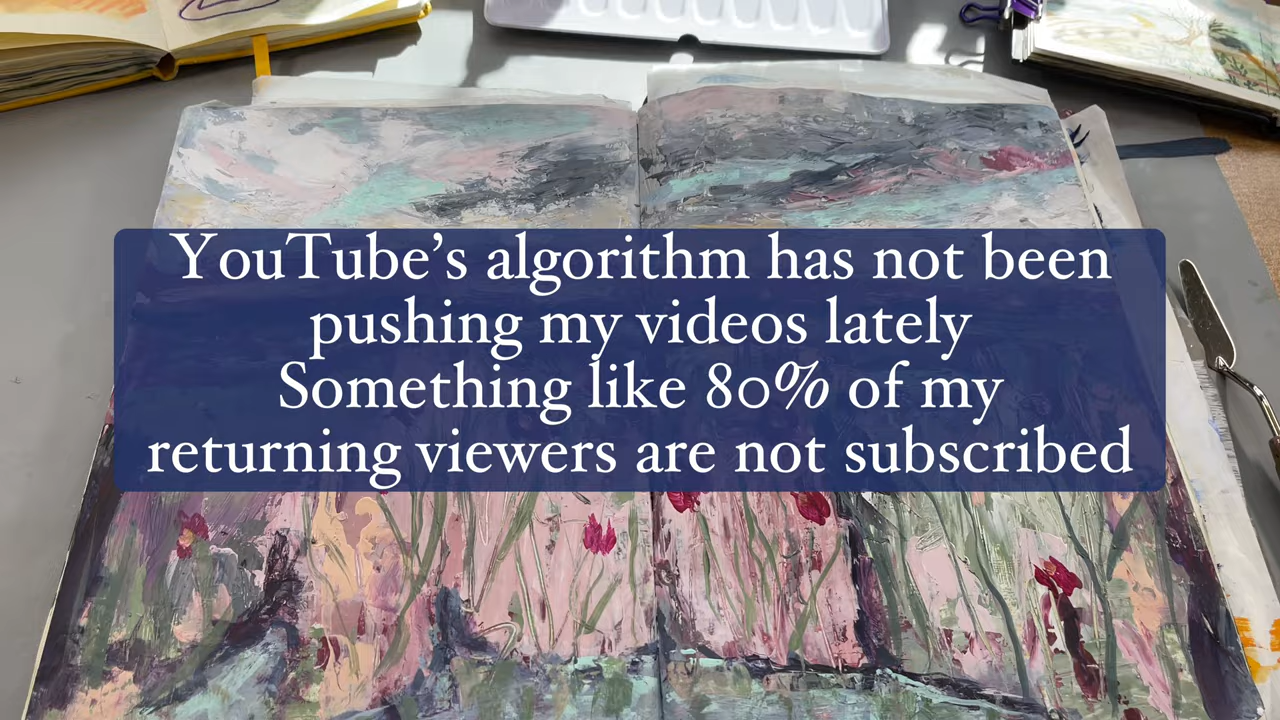 YouTube’s algorithm has not been
pushing my videos lately
Something like 80% of my
returning viewers are not subscribed